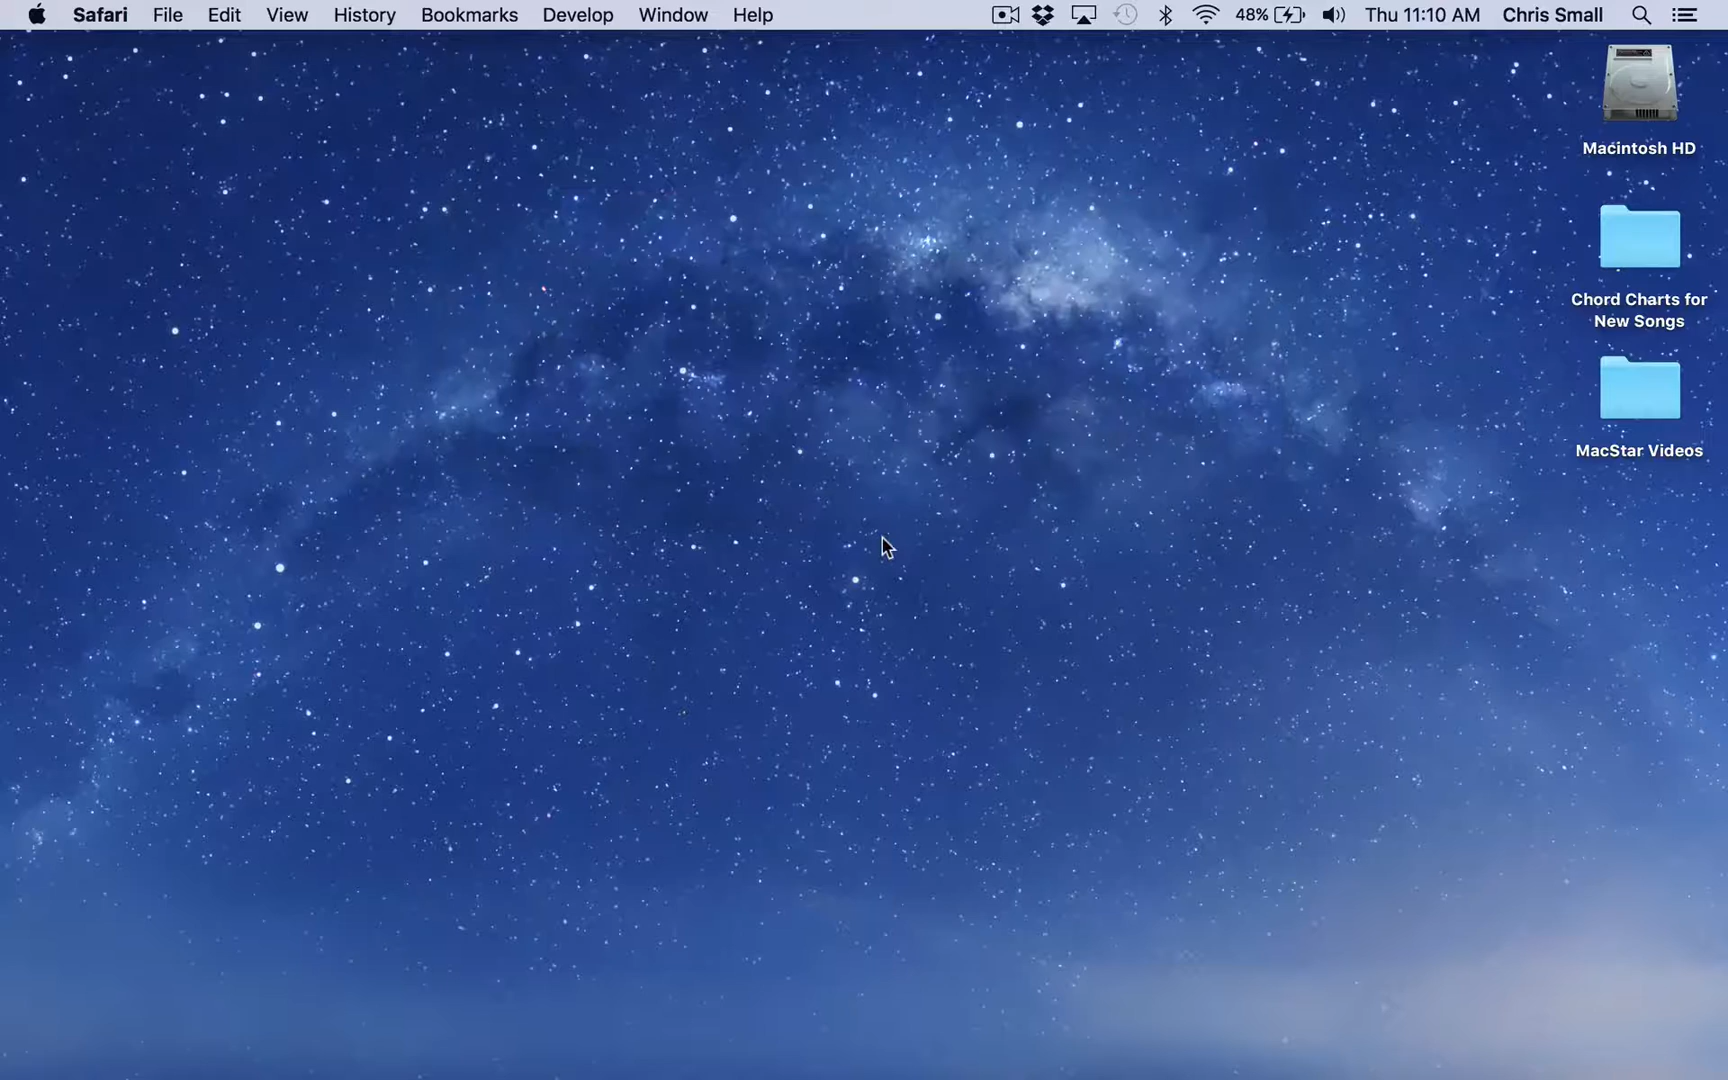 Safari File Edit View History Bookmarks Develop Window Help 48% Thu 11:10 AM Chris Small
Macintosh HD
Chord Charts for
New Songs
MacStar Videos